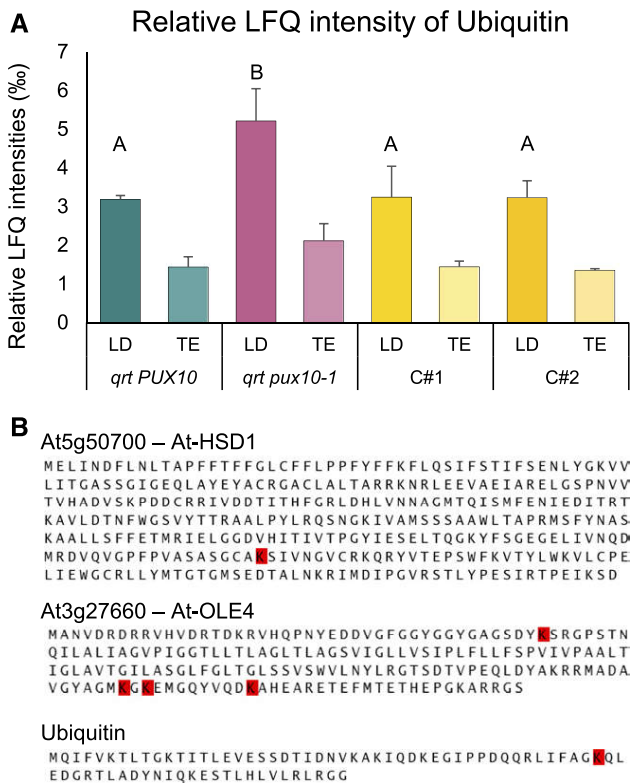 A
Relative LFQ intensity of Ubiquitin
Relative LFQ intensities (‰)
7
6
5
4
3
2
1
0
A
B
A
A
LD TE LD TE LD TE LD TE
qrt PUX10 qrt pux10-1 C#1 C#2
B
At5g50700 – At-HSD1
MELINDFLNLTAPFFTFFGLCFFLPPFYFFKFLQSIFSTIFSENLYGKVV
LITGASSGIGEQLAYEYACRGACLALTARRKNRLEEVAEIARELGSPNVV
TVHADVSKPDDCRRIVDDTITHFGRLDHLVNNAGMTQISMFENIEDITRT
KAVLDTNFWGSVYTTRAALPYLRQSNGKIVAMSSSAAWLTAPRMSFYNAS
KAALLSFFETMRIELGGDVHITIVTPGYIESELTQGKYFSGEGELIVNQD
MRDVQVGPFPVASASGCAKSIVNGVCRKQRYVTEPSWFKVTYLWKVLCPE
LIEWGCRLLYMTGTGMSEDTALNKRIMDIPGVRSTLYPESIRTPEIKSD
At3g27660 – At-OLE4
MANVDRDRRVHVDRTDKRVHQPNYEDDVGFGGYGGYGAGSDYKSRGPSTN
QILALIAGVPIGGTLLTLAGLTLAGSVIGLLVSIPLFLLFSPVIVPAALT
IGLAVTGILASGLFGLTGLSSVSWVLNYLRGTSDTVPEQLDYAKRRMADA
VGYAGMKGKEMGQYVQDKAHEARETEFMTETHEPGKARRGS
Ubiquitin
MQIFVKTLTGKTITLEVESSDTIDNVKAKIQDKEGIPPDQQRLIFAGKQL
EDGRTLADYNIQKESTLHLVLRLRGG